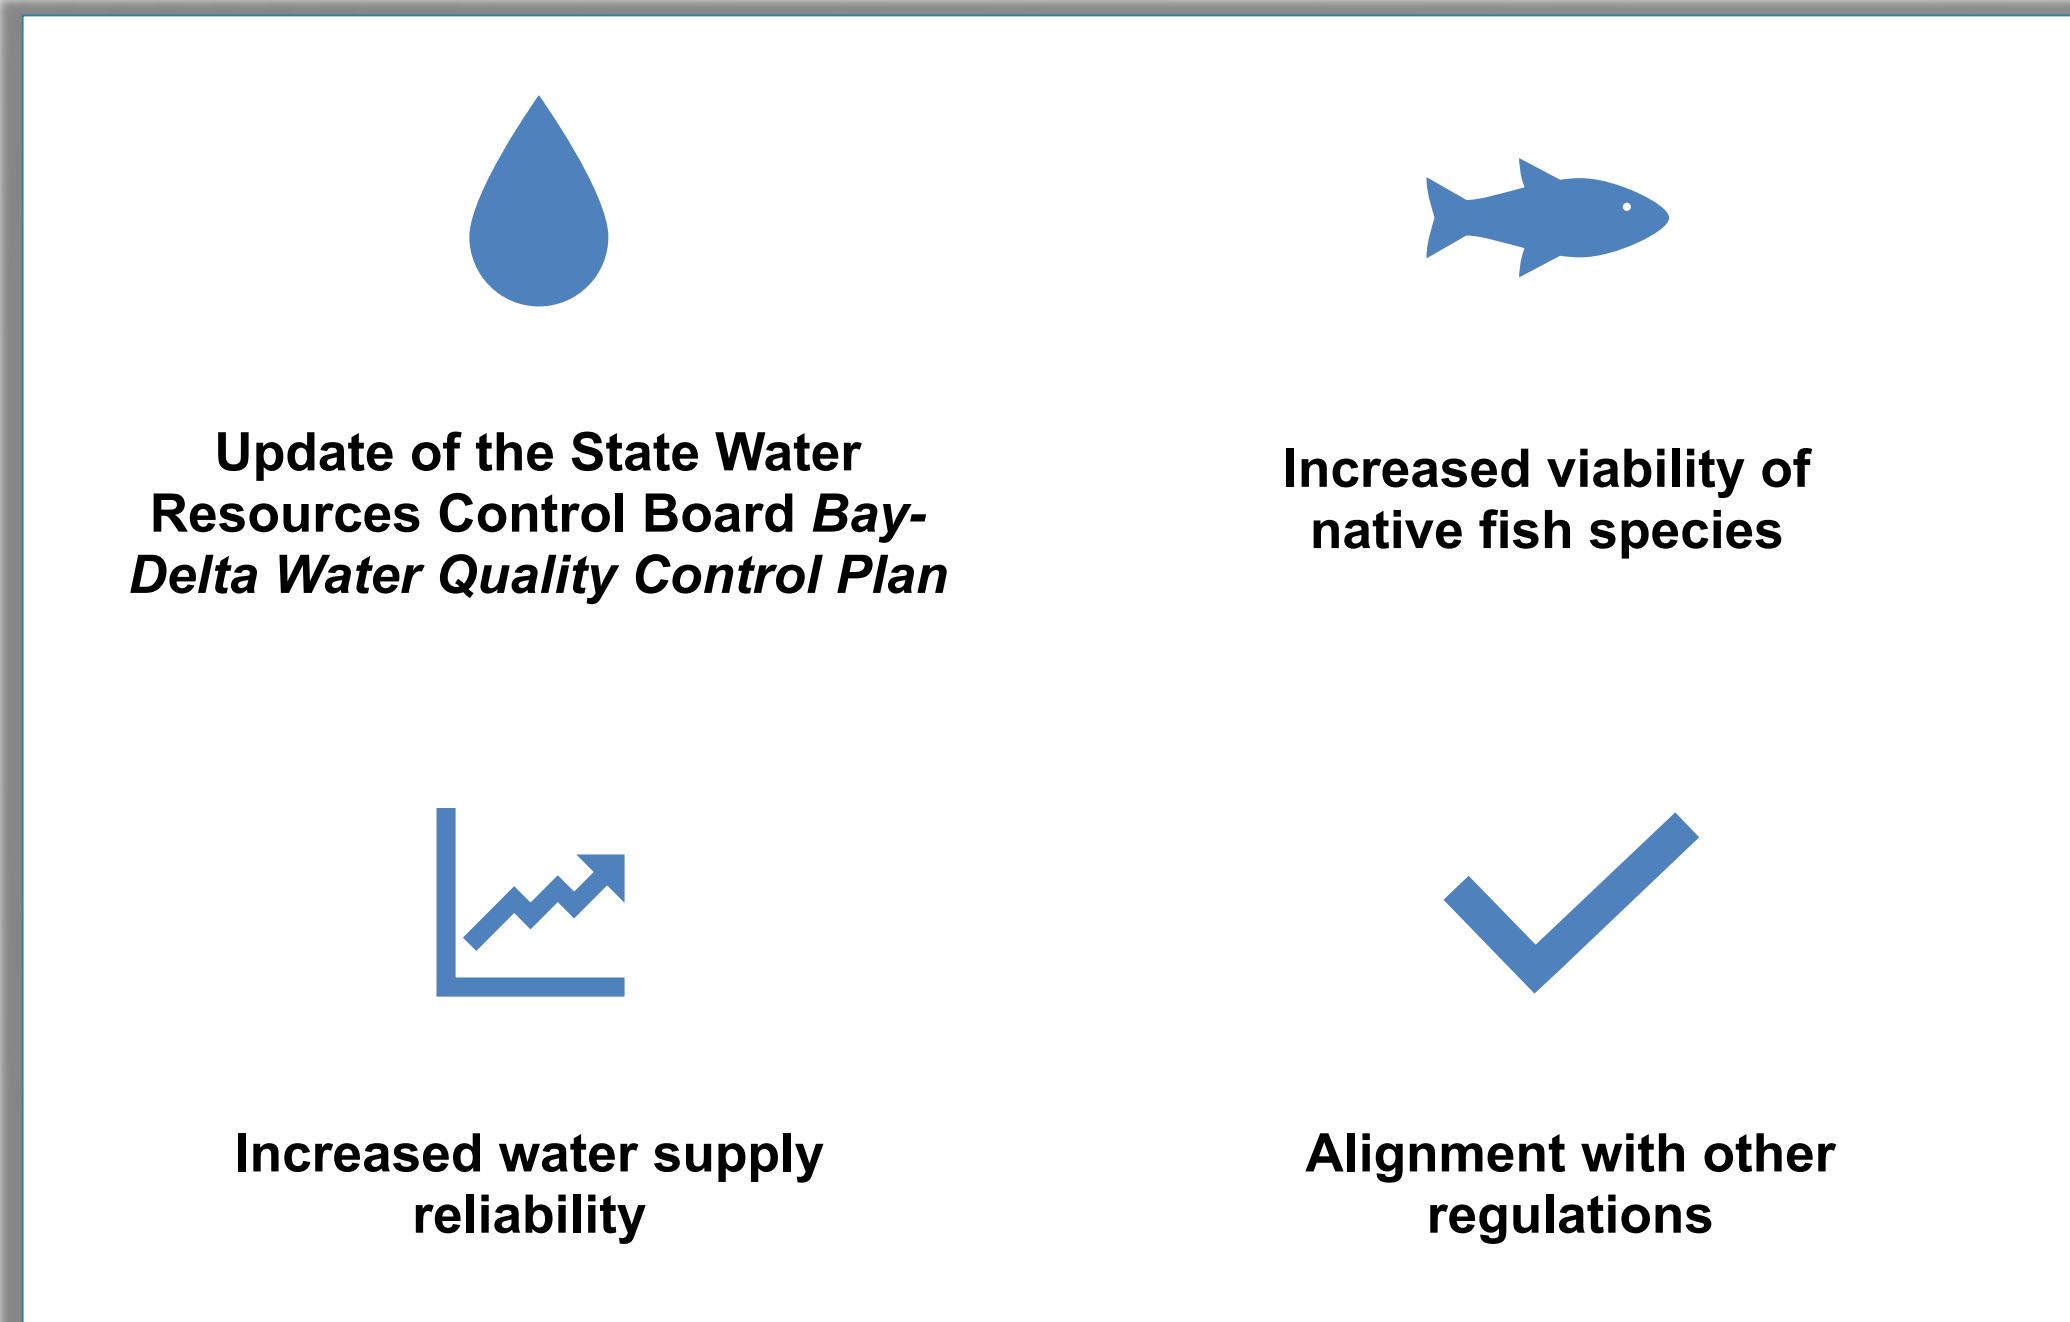 Update of the State Water
Resources Control Board Bay-
Delta Water Quality Control Plan
Increased viability of
native fish species
Increased water supply
reliability
Alignment with other
regulations